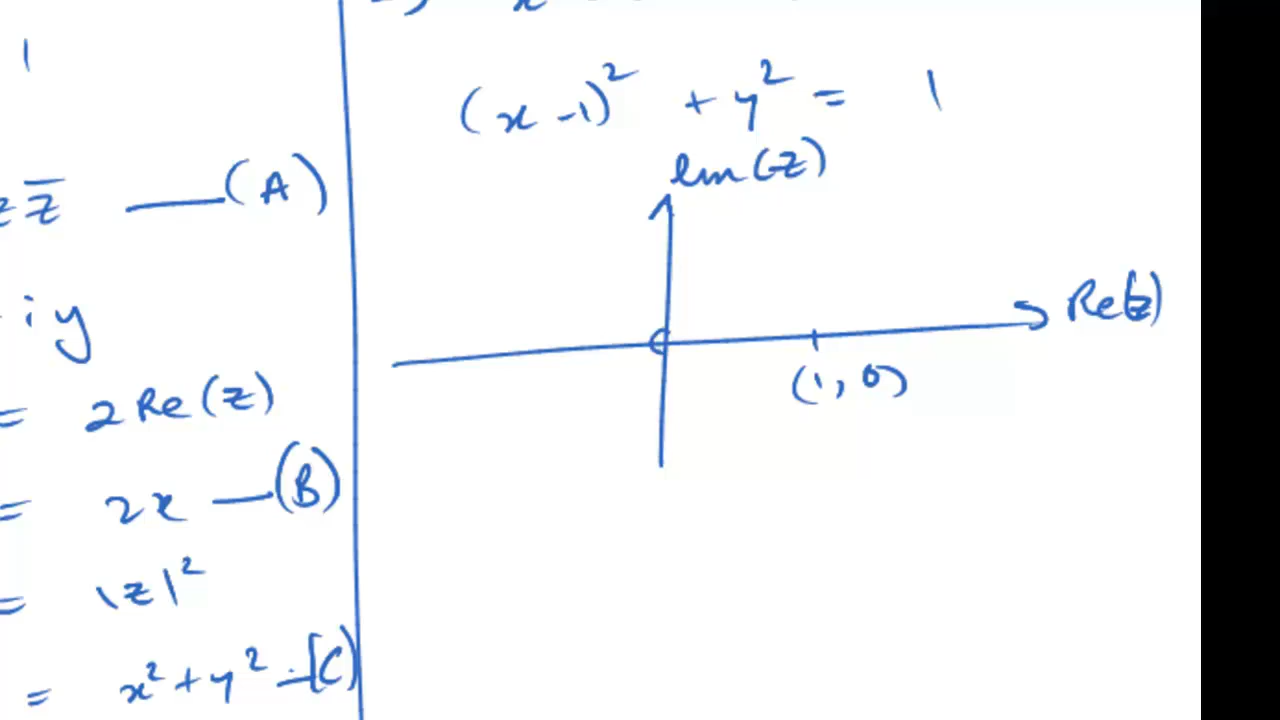 1
z z̅ —(A)
iy
= 2Re(z)
= 2x —(B)
= |z|²
= x² + y² —(C)
(x - 1)² + y² = 1
Im(z)
Re(z)
(1, 0)